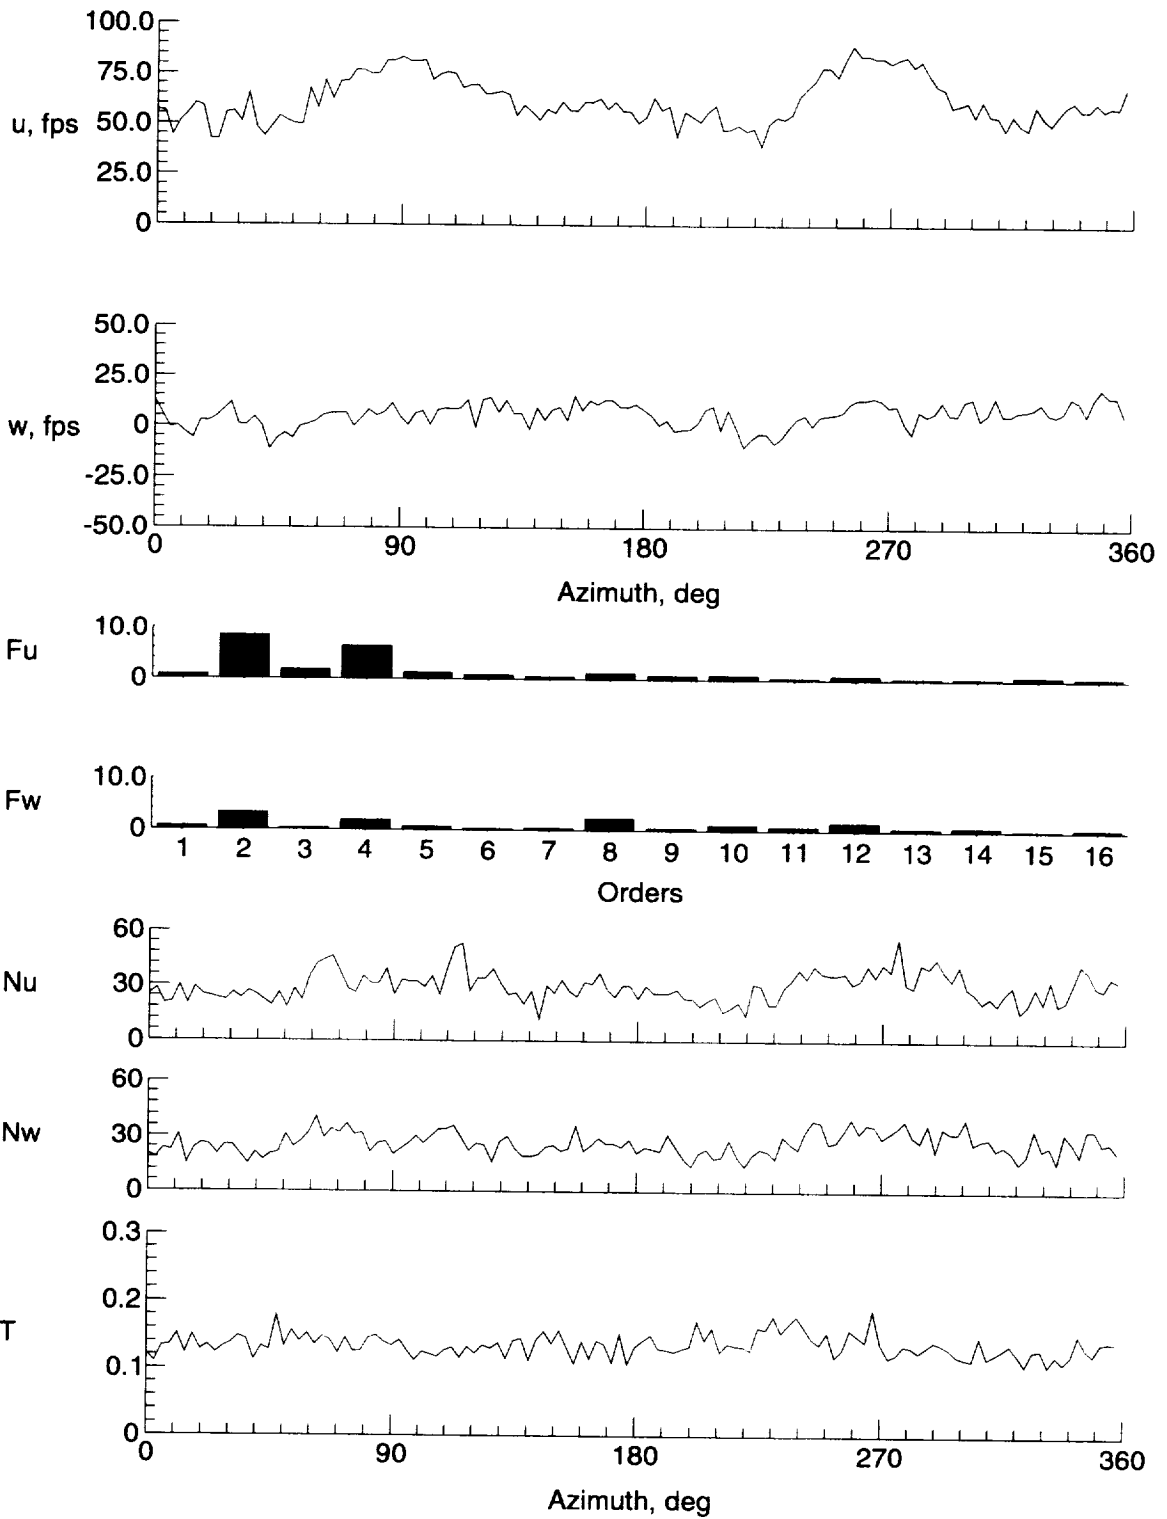 100.0
75.0
u, fps 50.0
25.0
0
50.0
25.0
w, fps 0
-25.0
-50.0
0 90 180 270 360
Azimuth, deg
10.0
Fu
0
10.0
Fw
0
1 2 3 4 5 6 7 8 9 10 11 12 13 14 15 16
Orders
60
Nu 30
0
60
Nw 30
0
0.3
0.2
T
0.1
0
0 90 180 270 360
Azimuth, deg